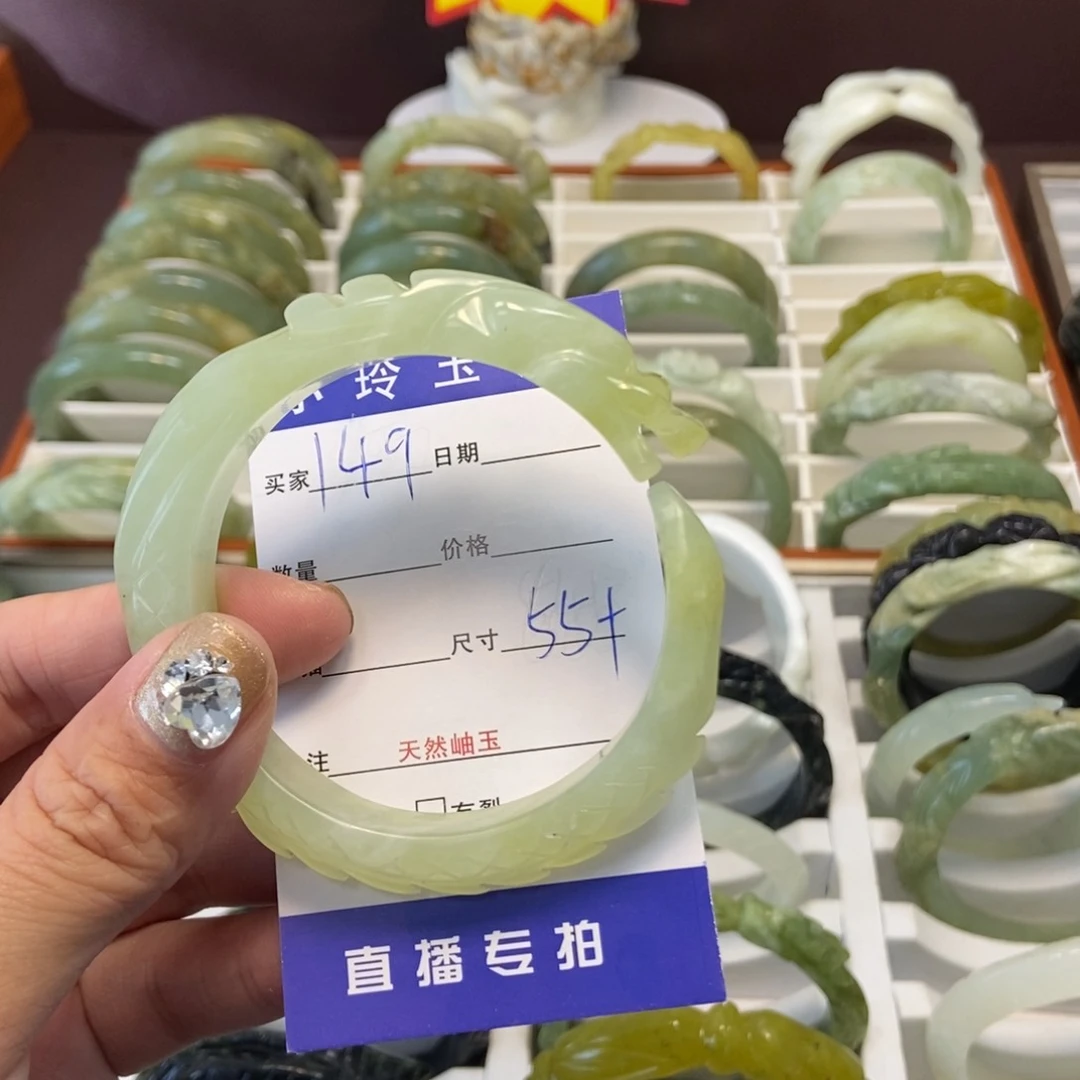 玲玉
买家 149 日期
数量 价格
尺寸 55+
注 天然岫玉
直播专拍